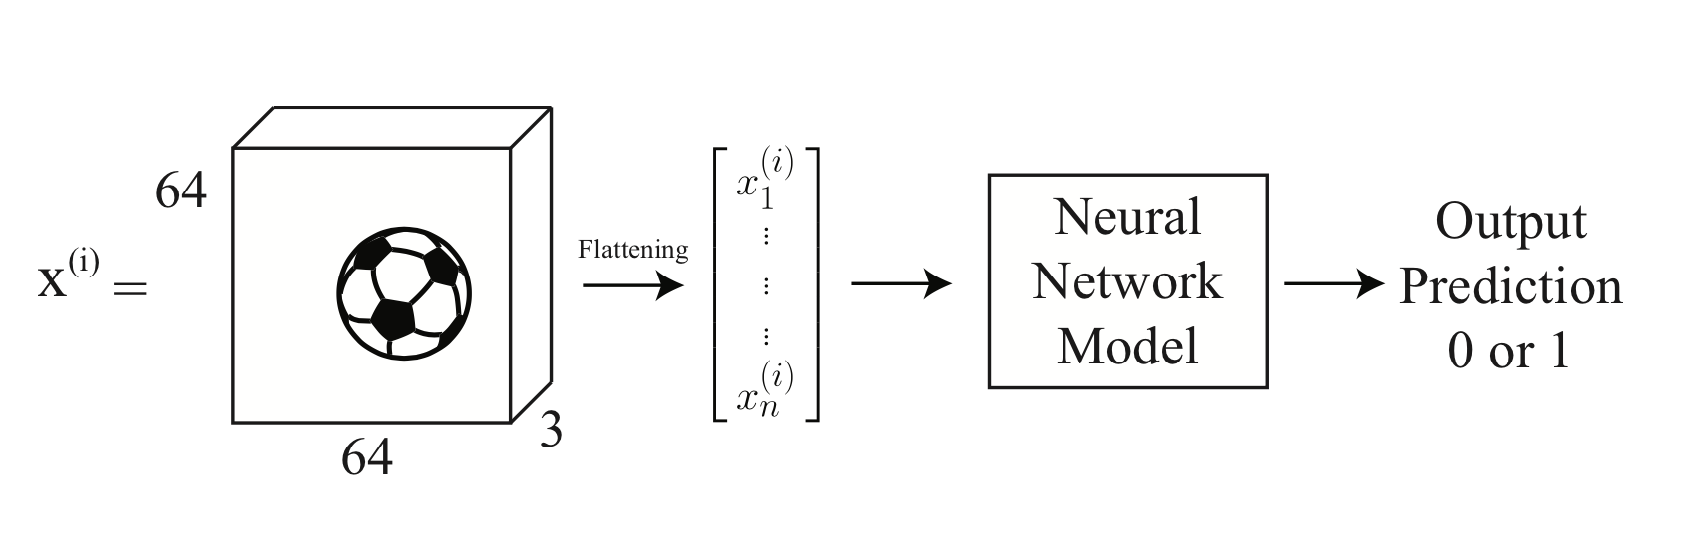 x^(i) =
64
64
3
Flattening
x_1^(i)
⋮
⋮
⋮
x_n^(i)
Neural
Network
Model
Output
Prediction
0 or 1